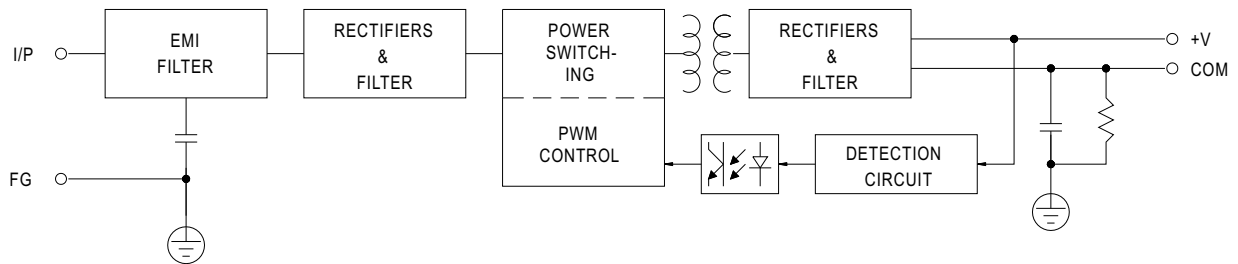 I/P
EMI
FILTER
RECTIFIERS
&
FILTER
POWER
SWITCH-
ING
PWM
CONTROL
RECTIFIERS
&
FILTER
+V
COM
DETECTION
CIRCUIT
FG